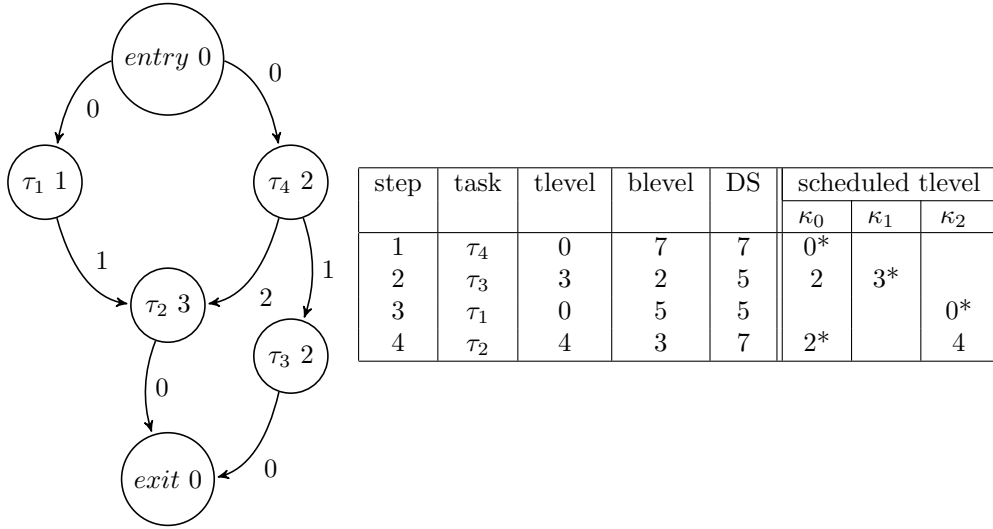 entry 0
0
0
τ₁ 1
τ₄ 2
1
2
1
τ₂ 3
τ₃ 2
0
0
exit 0
step task tlevel blevel DS scheduled tlevel
κ₀ κ₁ κ₂
1 τ₄ 0 7 7 0*
2 τ₃ 3 2 5 2 3*
3 τ₁ 0 5 5 0*
4 τ₂ 4 3 7 2* 4